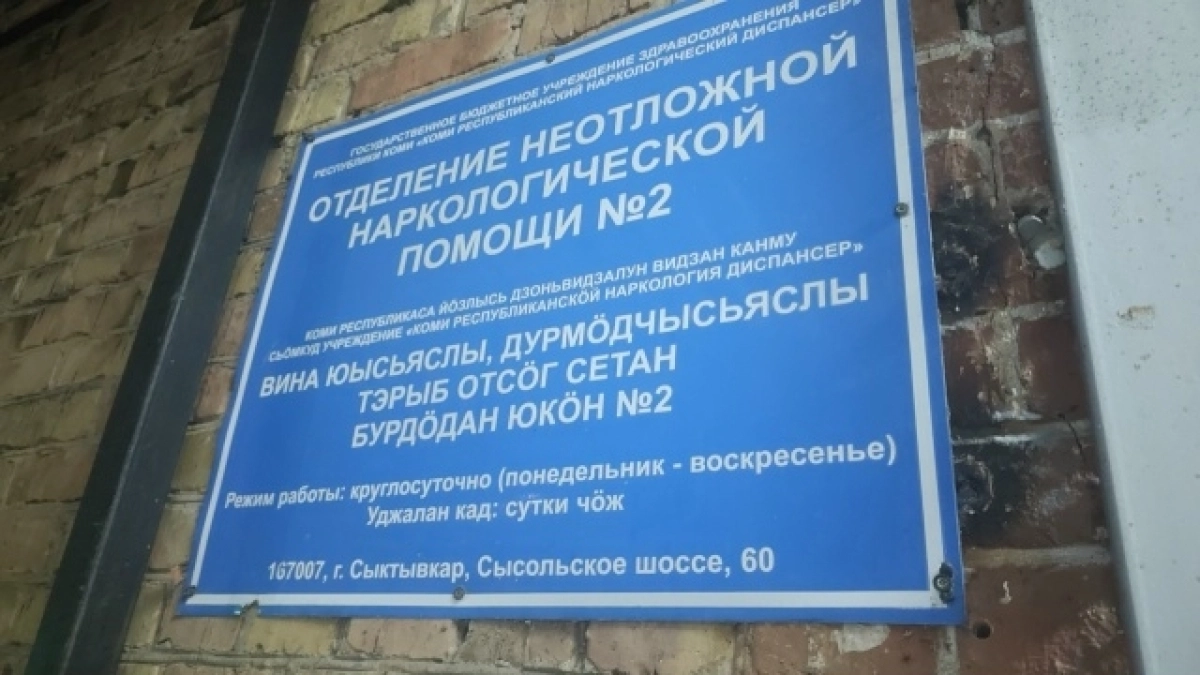 ГОСУДАРСТВЕННОЕ БЮДЖЕТНОЕ УЧРЕЖДЕНИЕ ЗДРАВООХРАНЕНИЯ
РЕСПУБЛИКИ КОМИ «КОМИ РЕСПУБЛИКАНСКИЙ НАРКОЛОГИЧЕСКИЙ ДИСПАНСЕР»
ОТДЕЛЕНИЕ НЕОТЛОЖНОЙ
НАРКОЛОГИЧЕСКОЙ
ПОМОЩИ №2
КОМИ РЕСПУБЛИКАСА ЙӦЗЛЫСЬ ДЗОНЬВИДЗАЛУН ВИДЗАН КАНМУ
СЬӦМКУД УЧРЕЖДЕНИЕ «КОМИ РЕСПУБЛИКАНСКӦЙ НАРКОЛОГИЯ ДИСПАНСЕР»
ВИНА ЮЫСЬЯСЛЫ, ДУРМӦДЧЫСЬЯСЛЫ
ТЭРЫБ ОТСӦГ СЕТАН
БУРДӦДАН ЮКӦН №2
Режим работы: круглосуточно (понедельник - воскресенье)
Уджалан кад: сутки чӧж
167007, г. Сыктывкар, Сысольское шоссе, 60